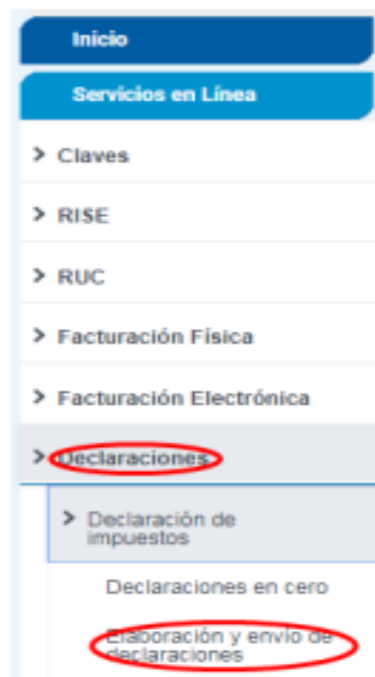 Inicio
Servicios en Línea
> Claves
> RISE
> RUC
> Facturación Física
> Facturación Electrónica
> Declaraciones
> Declaración de
impuestos
Declaraciones en cero
Elaboración y envío de
declaraciones